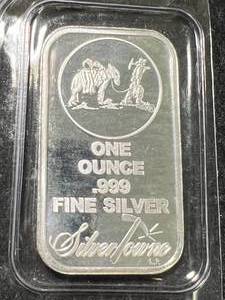 ONE
OUNCE
.999
FINE SILVER
SilverTowne
L.P.